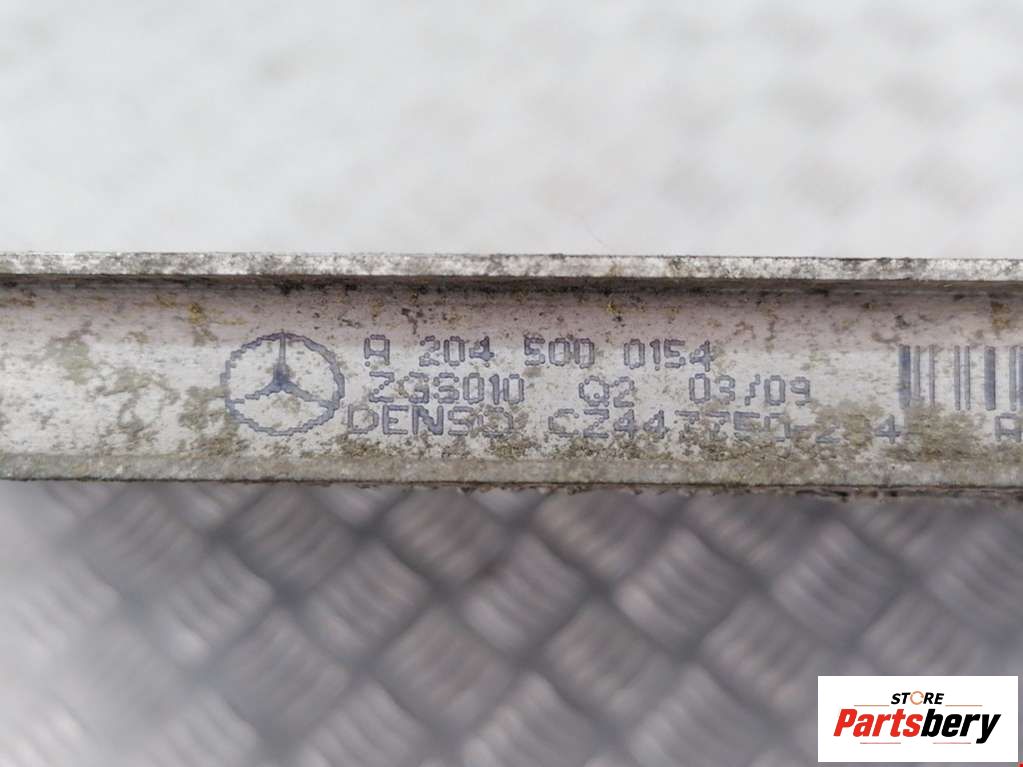 A 204 500 0154
ZGS010 Q2 03/09
DENSO
A
STORE
Partsbery